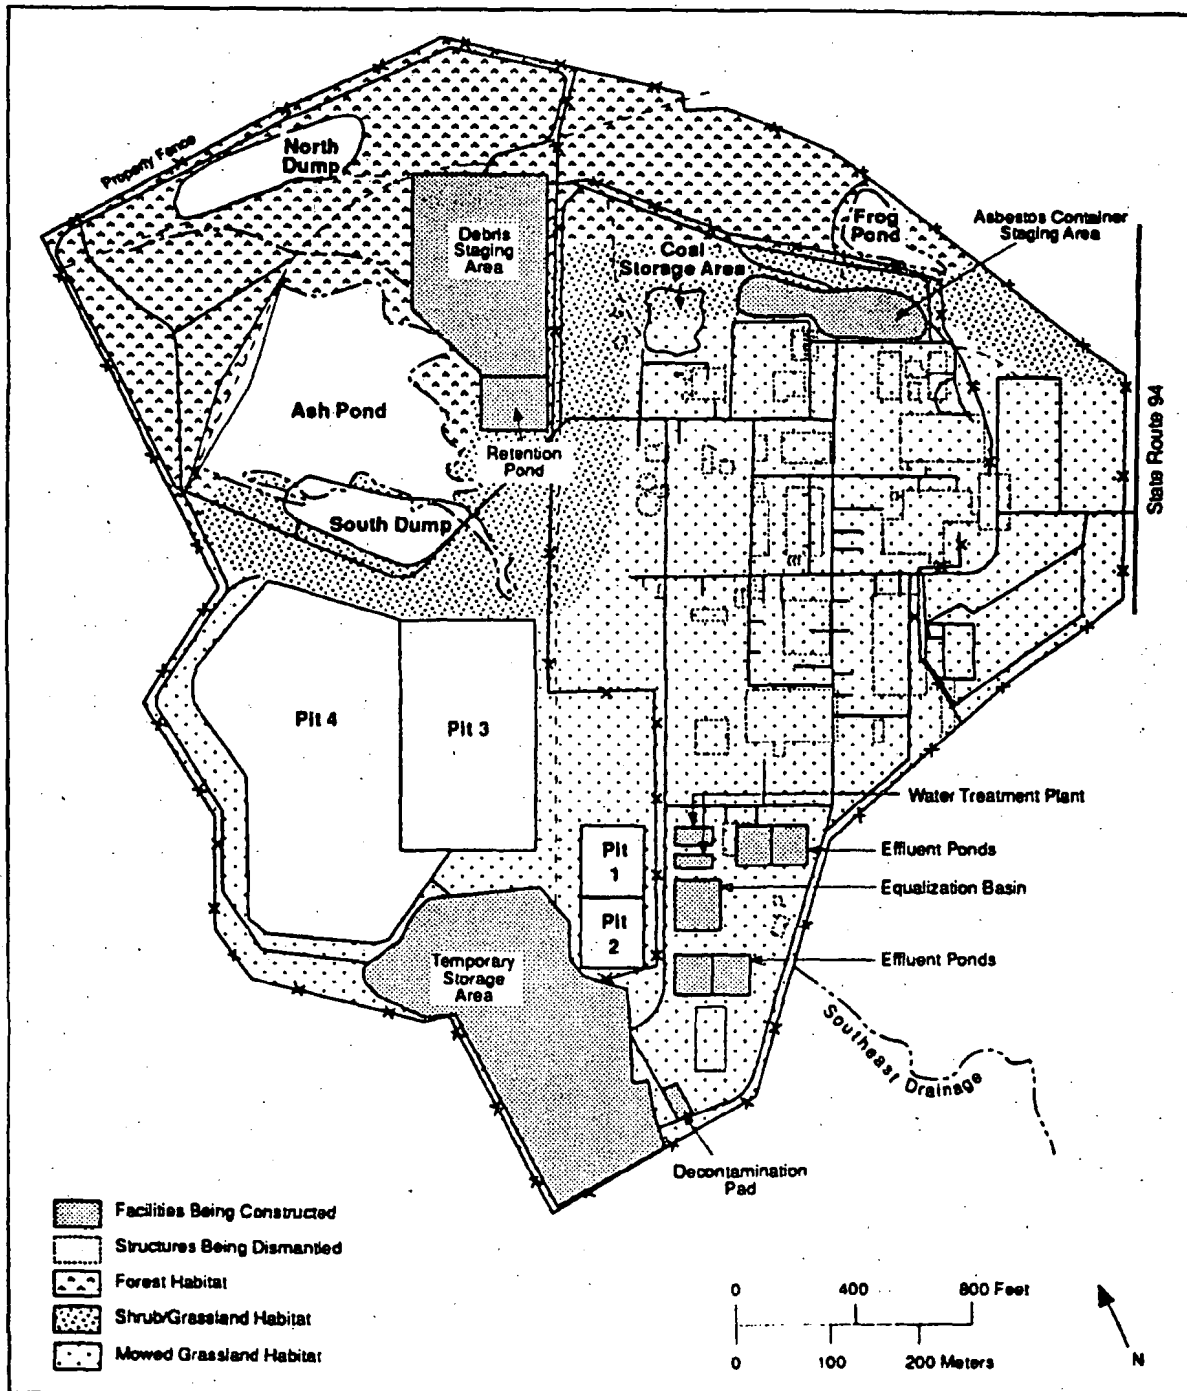 Property Fence
North
Dump
Debris
Staging
Area
Coal
Storage Area
Frog
Pond
Asbestos Container
Staging Area
State Route 94
Ash Pond
Retention
Pond
South Dump
Pit 4
Pit 3
Water Treatment Plant
Pit
1
Effluent Ponds
Equalization Basin
Pit
2
Effluent Ponds
Temporary
Storage
Area
Southeast Drainage
Decontamination
Pad
Facilities Being Constructed
Structures Being Dismantled
Forest Habitat
Shrub/Grassland Habitat
Mowed Grassland Habitat
0 400 800 Feet
0 100 200 Meters
N